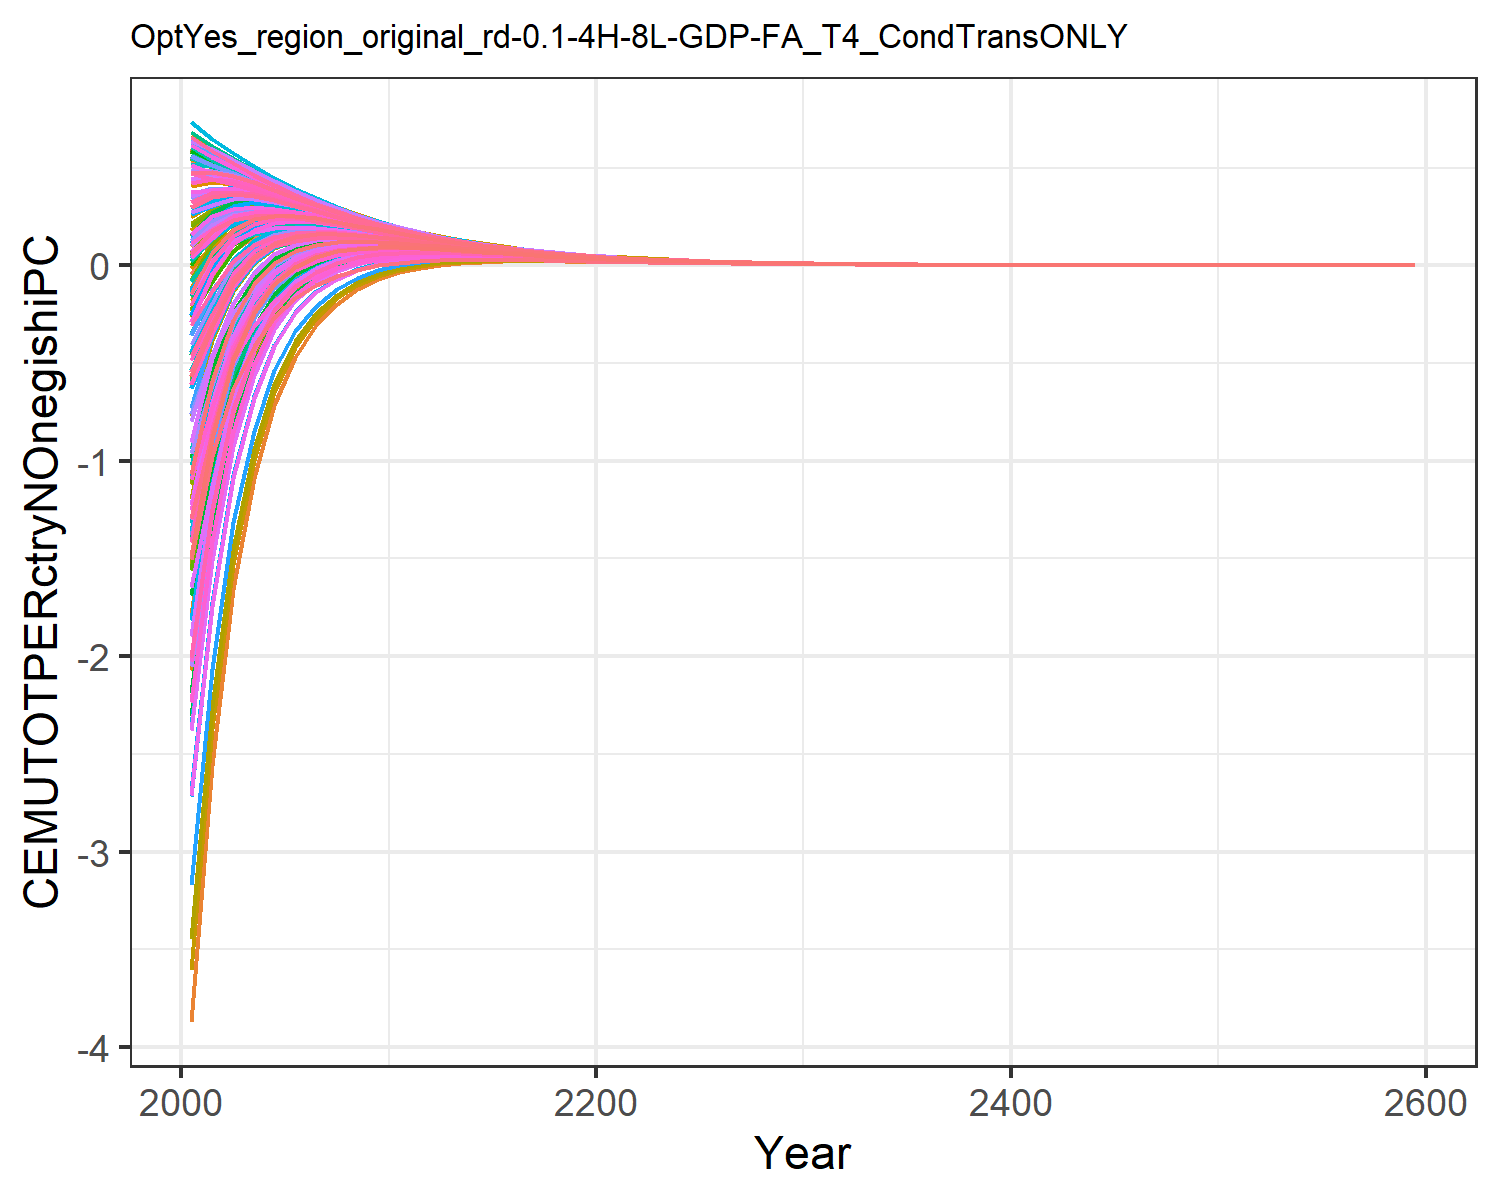 OptYes_region_original_rd-0.1-4H-8L-GDP-FA_T4_CondTransONLY
CEMUTOTPERctryNOnegishiPC
0
-1
-2
-3
-4
2000 2200 2400 2600
Year